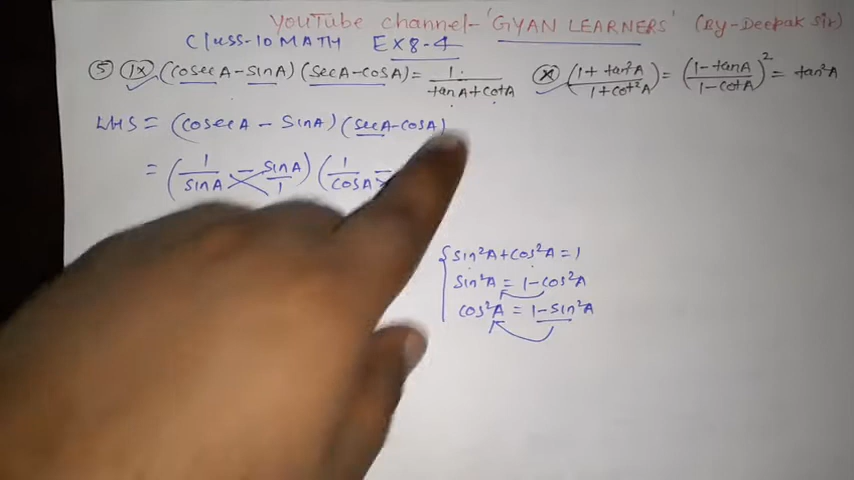 YouTube channel- 'GYAN LEARNERS' (By-Deepak Sir)
Class-10 MATH EX 8-4
⑤ (ix) (cosecA - sinA) (secA - cosA) = 1/(tanA + cotA) (x) (1 + tan²A / 1 + cot²A) = (1 - tanA / 1 - cotA)² = tan²A
LHS = (cosecA - sinA) (secA - cosA)
= (1/sinA - sinA/1) (1/cosA -
sin²A + cos²A = 1
sin²A = 1 - cos²A
cos²A = 1 - sin²A